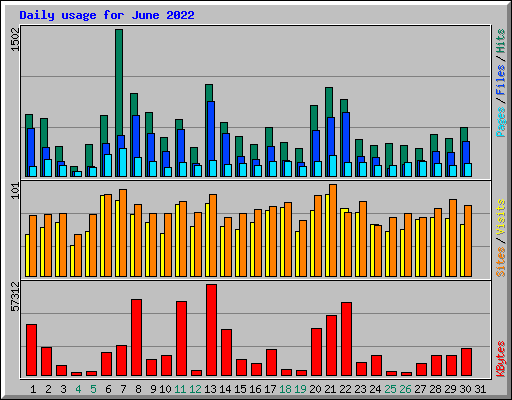 Daily usage for June 2022
1502
Pages / Files / Hits
101
Sites / Visits
57312
KBytes
1 2 3 4 5 6 7 8 9 10 11 12 13 14 15 16 17 18 19 20 21 22 23 24 25 26 27 28 29 30 31